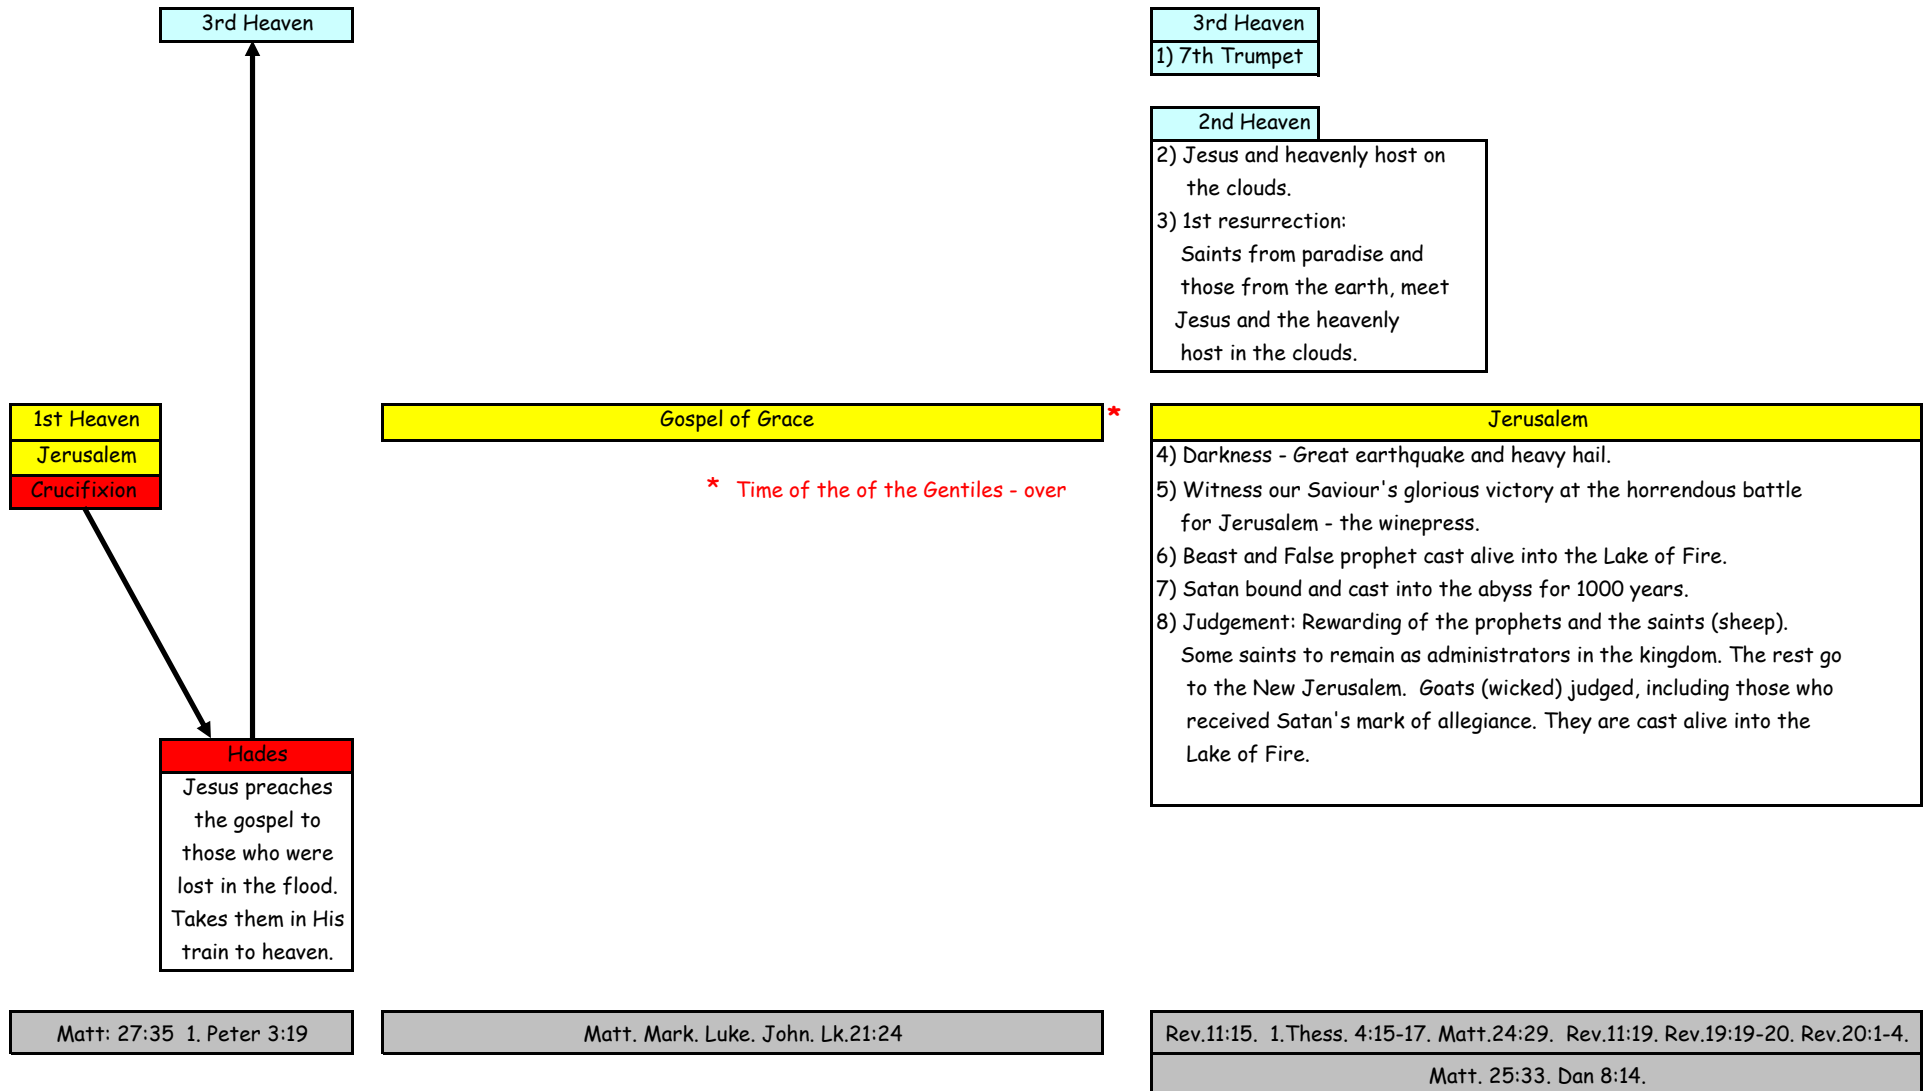 3rd Heaven
1st Heaven
Jerusalem
Crucifixion
Hades
Jesus preaches
the gospel to
those who were
lost in the flood.
Takes them in His
train to heaven.
Matt: 27:35 1. Peter 3:19
Gospel of Grace
*
* Time of the of the Gentiles - over
Matt. Mark. Luke. John. Lk.21:24
3rd Heaven
1) 7th Trumpet
2nd Heaven
2) Jesus and heavenly host on
the clouds.
3) 1st resurrection:
Saints from paradise and
those from the earth, meet
Jesus and the heavenly
host in the clouds.
Jerusalem
4) Darkness - Great earthquake and heavy hail.
5) Witness our Saviour's glorious victory at the horrendous battle
for Jerusalem - the winepress.
6) Beast and False prophet cast alive into the Lake of Fire.
7) Satan bound and cast into the abyss for 1000 years.
8) Judgement: Rewarding of the prophets and the saints (sheep).
Some saints to remain as administrators in the kingdom. The rest go
to the New Jerusalem. Goats (wicked) judged, including those who
received Satan's mark of allegiance. They are cast alive into the
Lake of Fire.
Rev.11:15. 1.Thess. 4:15-17. Matt.24:29. Rev.11:19. Rev.19:19-20. Rev.20:1-4.
Matt. 25:33. Dan 8:14.